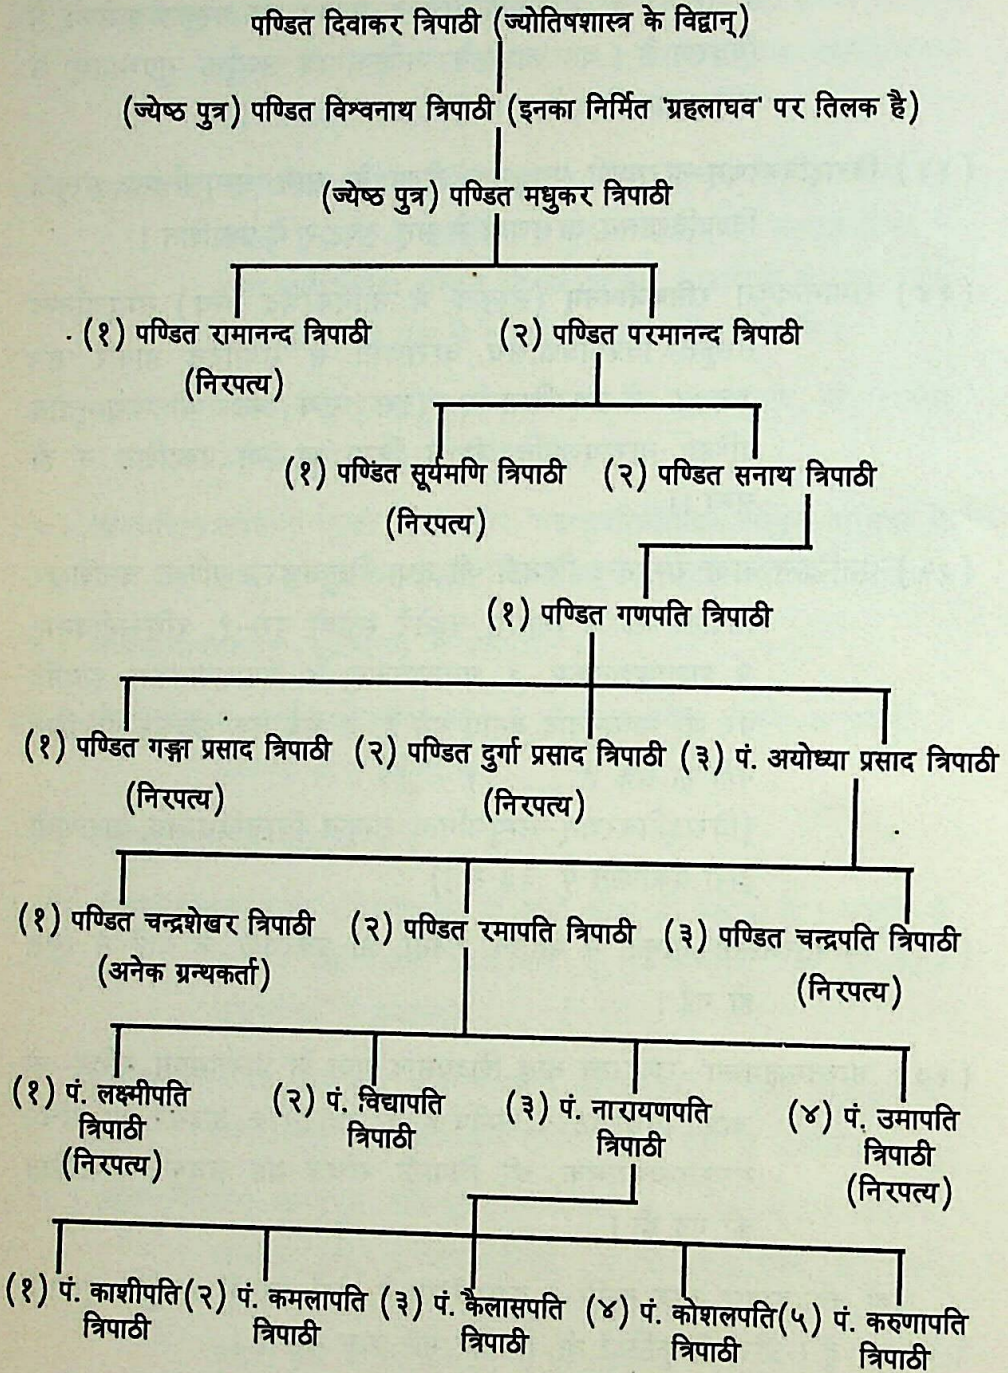 पण्डित दिवाकर त्रिपाठी (ज्योतिषशास्त्र के विद्वान्)
(ज्येष्ठ पुत्र) पण्डित विश्वनाथ त्रिपाठी (इनका निर्मित 'ग्रहलाघव' पर तिलक है)
(ज्येष्ठ पुत्र) पण्डित मधुकर त्रिपाठी
(१) पण्डित रामानन्द त्रिपाठी (२) पण्डित परमानन्द त्रिपाठी
(निरपत्य)
(१) पण्डित सूर्यमणि त्रिपाठी (२) पण्डित सनाथ त्रिपाठी
(निरपत्य)
(१) पण्डित गणपति त्रिपाठी
(१) पण्डित गङ्गा प्रसाद त्रिपाठी (२) पण्डित दुर्गा प्रसाद त्रिपाठी (३) पं. अयोध्या प्रसाद त्रिपाठी
(निरपत्य) (निरपत्य)
(१) पण्डित चन्द्रशेखर त्रिपाठी (२) पण्डित रमापति त्रिपाठी (३) पण्डित चन्द्रपति त्रिपाठी
(अनेक ग्रन्थकर्ता) (निरपत्य)
(१) पं. लक्ष्मीपति (२) पं. विद्यापति (३) पं. नारायणपति (४) पं. उमापति
त्रिपाठी त्रिपाठी त्रिपाठी त्रिपाठी
(निरपत्य) (निरपत्य)
(१) पं. काशीपति (२) पं. कमलापति (३) पं. कैलासपति (४) पं. कोशलपति (५) पं. करुणापति
त्रिपाठी त्रिपाठी त्रिपाठी त्रिपाठी त्रिपाठी